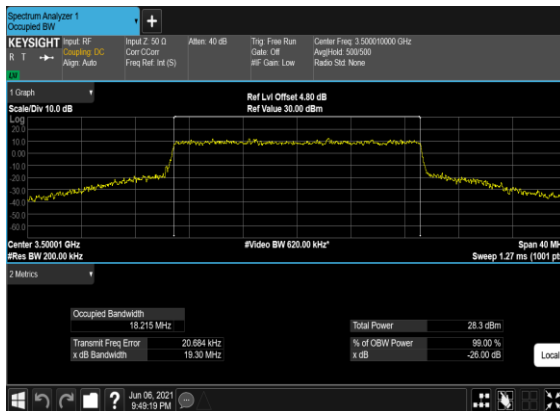 Spectrum Analyzer 1
Occupied BW
KEYSIGHT
R T
Input: RF
Coupling: DC
Align: Auto
Input Z: 50 Ω
Corr CCorr
Freq Ref: Int (S)
Atten: 40 dB
Trig: Free Run
Gate: Off
#IF Gain: Low
Center Freq: 3.500010000 GHz
Avg|Hold: 500/500
Radio Std: None
1 Graph
Scale/Div 10.0 dB
Ref Lvl Offset 4.80 dB
Ref Value 30.00 dBm
Log
20.0
10.0
0.00
-10.0
-20.0
-30.0
-40.0
-50.0
-60.0
Center 3.50001 GHz
#Video BW 620.00 kHz*
Span 40 MH
#Res BW 200.00 kHz
Sweep 1.27 ms (1001 pts
2 Metrics
Occupied Bandwidth
18.215 MHz
Total Power 28.3 dBm
Transmit Freq Error 20.684 kHz
% of OBW Power 99.00 %
x dB Bandwidth 19.30 MHz
x dB -26.00 dB
Local
?
Jun 06, 2021
9:49:19 PM